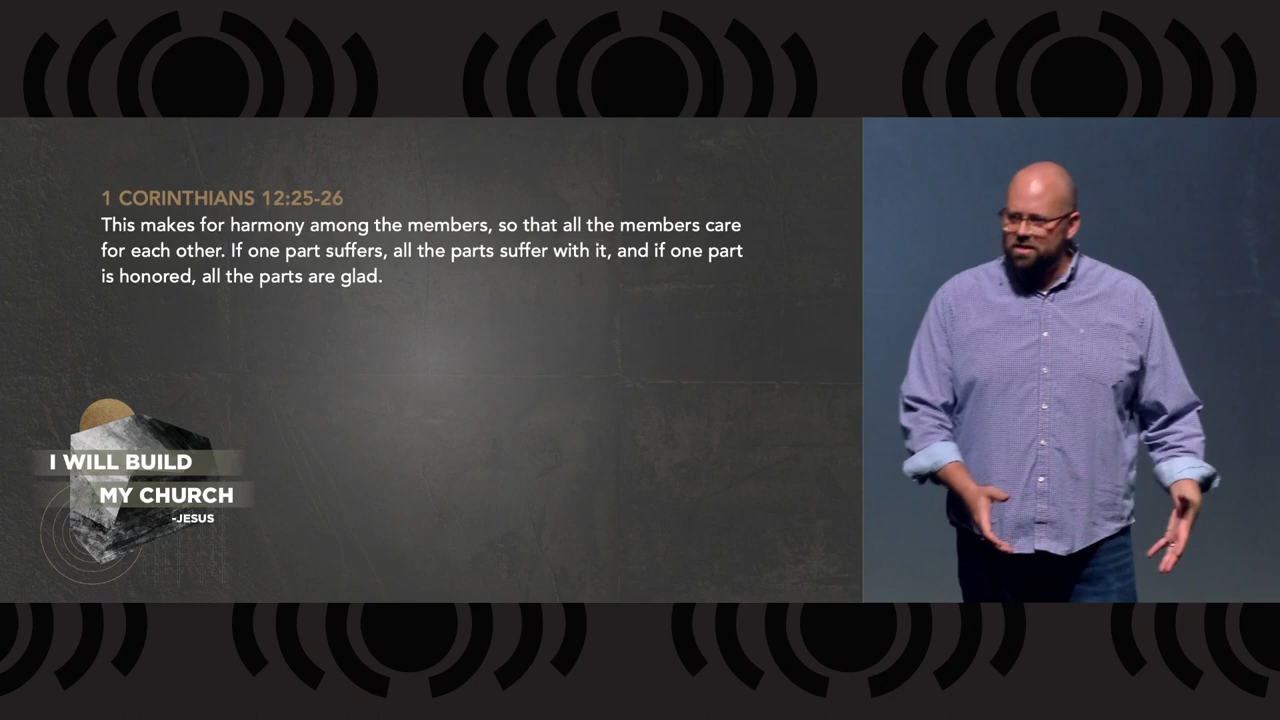 1 CORINTHIANS 12:25-26
This makes for harmony among the members, so that all the members care
for each other. If one part suffers, all the parts suffer with it, and if one part
is honored, all the parts are glad.
I WILL BUILD
MY CHURCH
-JESUS